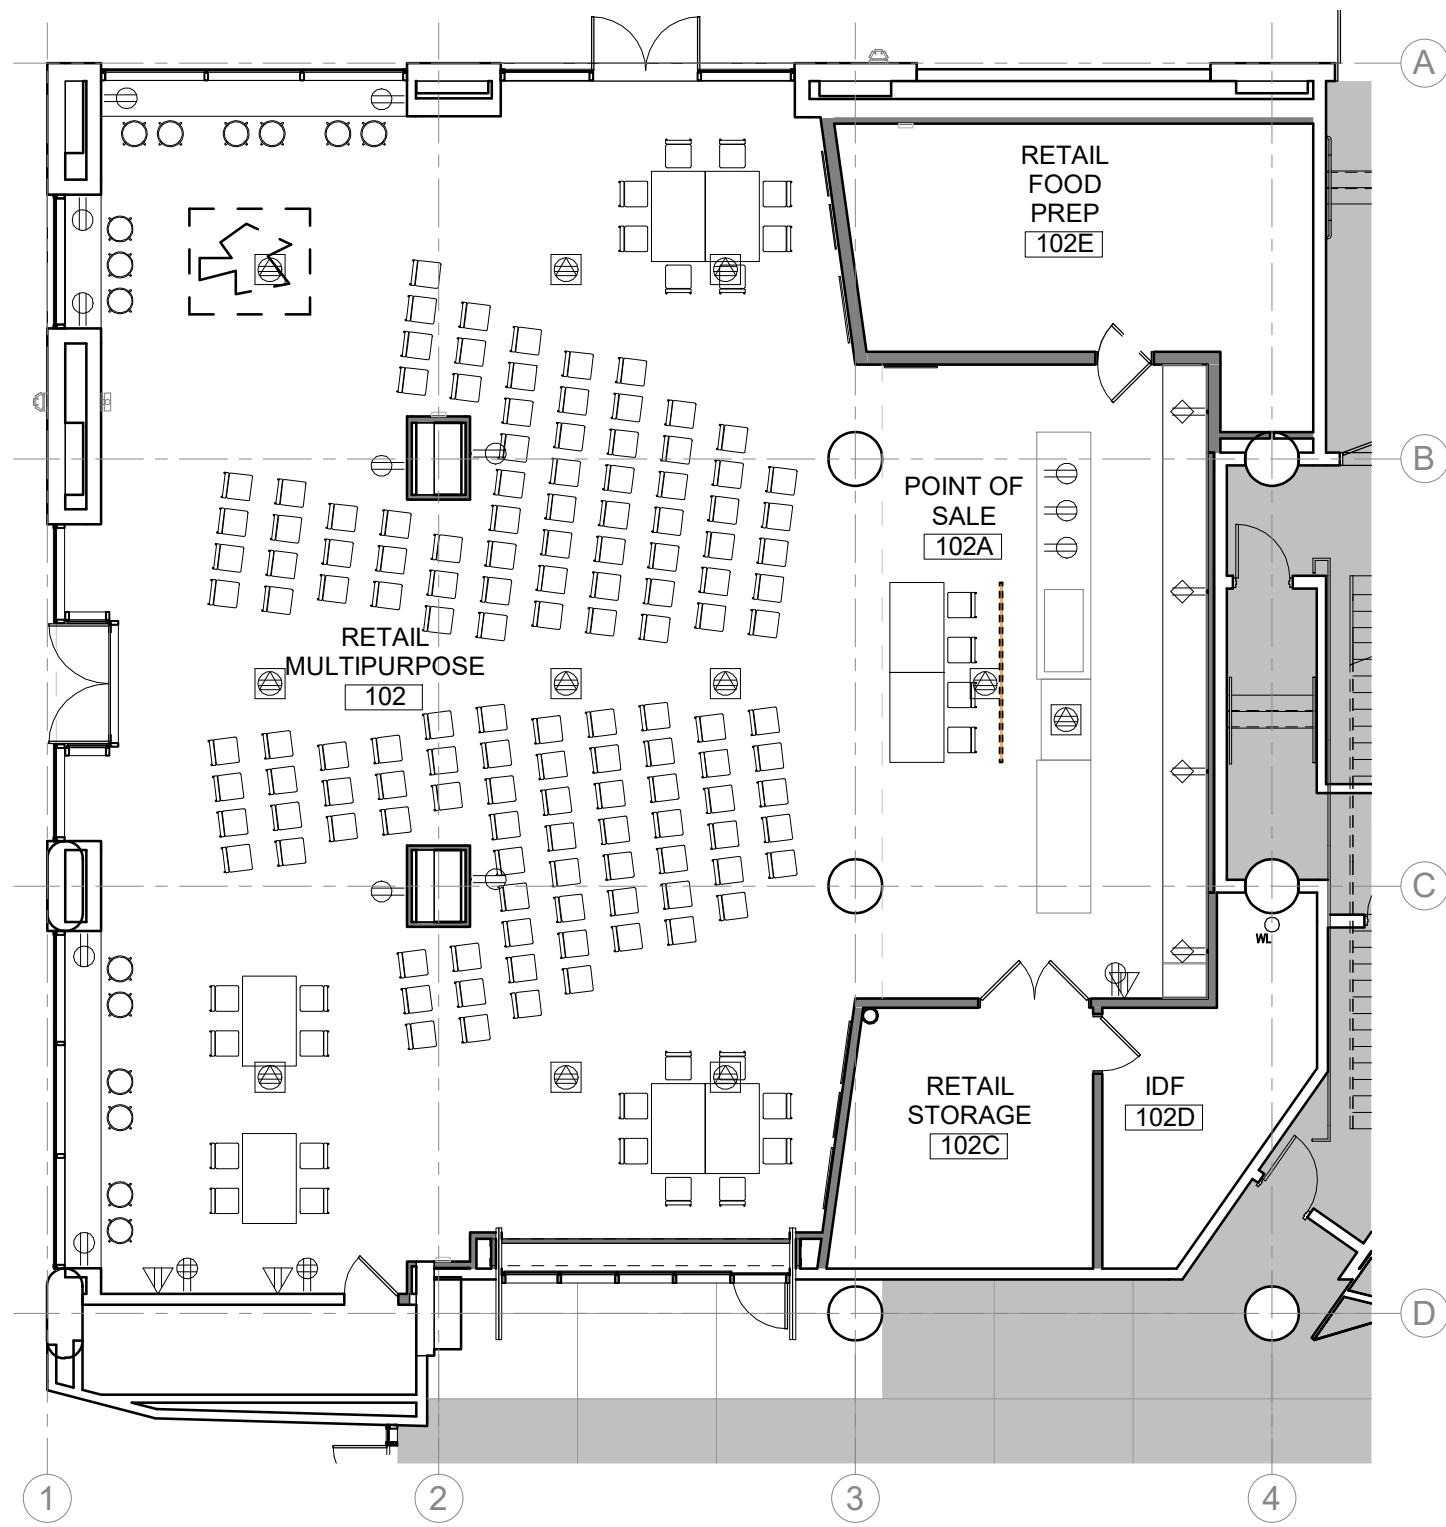 A
RETAIL
FOOD
PREP
102E
B
POINT OF
SALE
102A
RETAIL
MULTIPURPOSE
102
C
WL
RETAIL
STORAGE
102C
IDF
102D
D
1
2
3
4